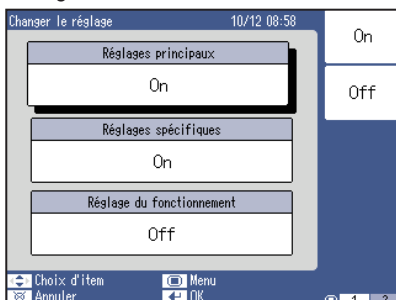 Changer le réglage 10/12 08:58
On
Off
Réglages principaux
On
Réglages spécifiques
On
Réglage du fonctionnement
Off
Choix d'item Menu
Annuler OK
1 2